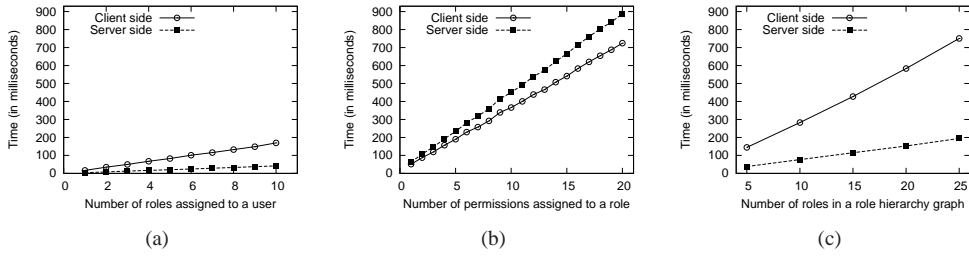 Client side
Server side
900
800
700
600
500
400
300
200
100
0
Time (in milliseconds)
0 2 4 6 8 10
Number of roles assigned to a user
(a)
Client side
Server side
900
800
700
600
500
400
300
200
100
0
Time (in milliseconds)
0 5 10 15 20
Number of permissions assigned to a role
(b)
Client side
Server side
900
800
700
600
500
400
300
200
100
0
Time (in milliseconds)
5 10 15 20 25
Number of roles in a role hierarchy graph
(c)